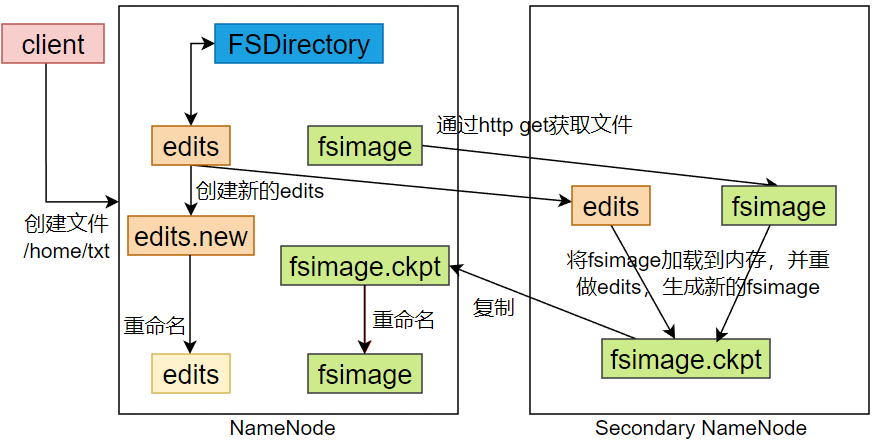 client
FSDirectory
edits
fsimage
通过http get获取文件
创建新的edits
edits
fsimage
创建文件
/home/txt
edits.new
fsimage.ckpt
将fsimage加载到内存，并重
做edits，生成新的fsimage
复制
重命名
重命名
fsimage.ckpt
edits
fsimage
NameNode
Secondary NameNode